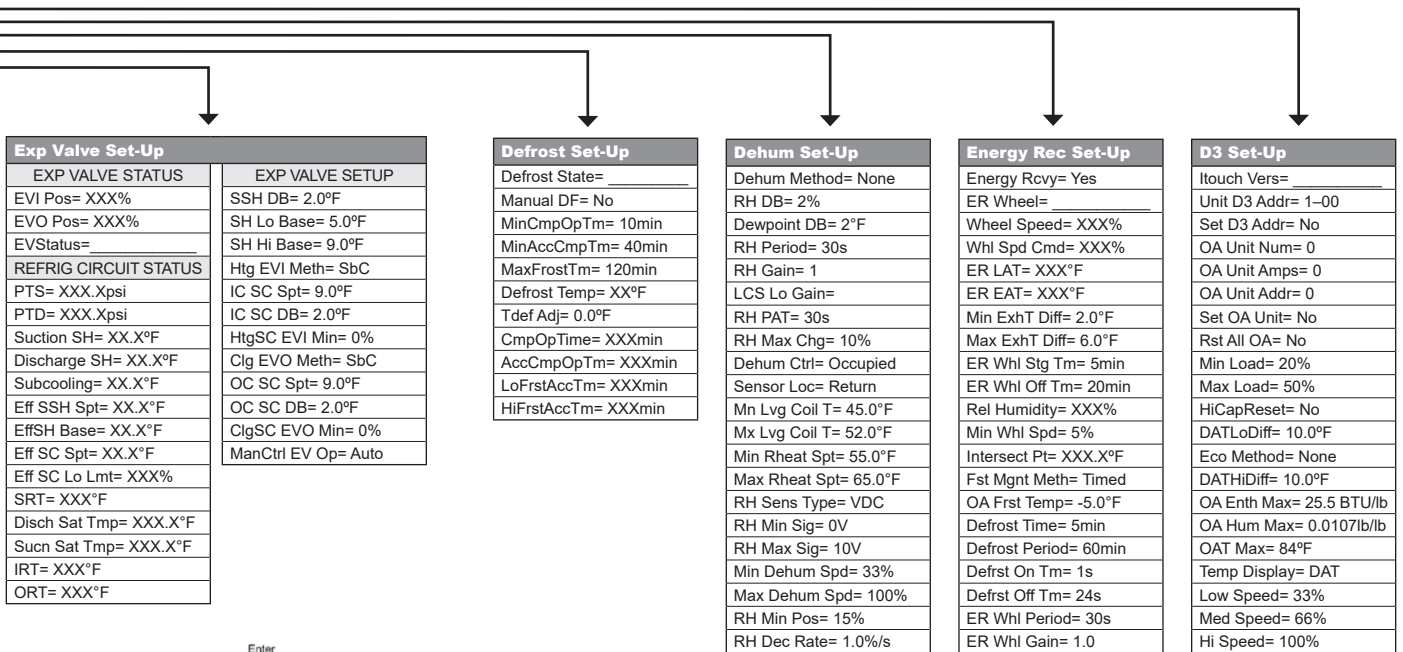 Exp Valve Set-Up
EXP VALVE STATUS
EVI Pos= XXX%
EVO Pos= XXX%
EVStatus=____________
REFRIG CIRCUIT STATUS
PTS= XXX.Xpsi
PTD= XXX.Xpsi
Suction SH= XX.XºF
Discharge SH= XX.XºF
Subcooling= XX.X°F
Eff SSH Spt= XX.X°F
EffSH Base= XX.X°F
Eff SC Spt= XX.X°F
Eff SC Lo Lmt= XXX%
SRT= XXX°F
Disch Sat Tmp= XXX.X°F
Sucn Sat Tmp= XXX.X°F
IRT= XXX°F
ORT= XXX°F
EXP VALVE SETUP
SSH DB= 2.0ºF
SH Lo Base= 5.0ºF
SH Hi Base= 9.0ºF
Htg EVI Meth= SbC
IC SC Spt= 9.0ºF
IC SC DB= 2.0ºF
HtgSC EVI Min= 0%
Clg EVO Meth= SbC
OC SC Spt= 9.0ºF
OC SC DB= 2.0ºF
ClgSC EVO Min= 0%
ManCtrl EV Op= Auto
Defrost Set-Up
Defrost State= _________
Manual DF= No
MinCmpOpTm= 10min
MinAccCmpTm= 40min
MaxFrostTm= 120min
Defrost Temp= XXºF
Tdef Adj= 0.0ºF
CmpOpTime= XXXmin
AccCmpOpTm= XXXmin
LoFrstAccTm= XXXmin
HiFrstAccTm= XXXmin
Dehum Set-Up
Dehum Method= None
RH DB= 2%
Dewpoint DB= 2°F
RH Period= 30s
RH Gain= 1
LCS Lo Gain=
RH PAT= 30s
RH Max Chg= 10%
Dehum Ctrl= Occupied
Sensor Loc= Return
Mn Lvg Coil T= 45.0°F
Mx Lvg Coil T= 52.0°F
Min Rheat Spt= 55.0°F
Max Rheat Spt= 65.0°F
RH Sens Type= VDC
RH Min Sig= 0V
RH Max Sig= 10V
Min Dehum Spd= 33%
Max Dehum Spd= 100%
RH Min Pos= 15%
RH Dec Rate= 1.0%/s
Energy Rec Set-Up
Energy Rcvy= Yes
ER Wheel= ___________
Wheel Speed= XXX%
Whl Spd Cmd= XXX%
ER LAT= XXX°F
ER EAT= XXX°F
Min ExhT Diff= 2.0°F
Max ExhT Diff= 6.0°F
ER Whl Stg Tm= 5min
ER Whl Off Tm= 20min
Rel Humidity= XXX%
Min Whl Spd= 5%
Intersect Pt= XXX.XºF
Fst Mgnt Meth= Timed
OA Frst Temp= -5.0°F
Defrost Time= 5min
Defrost Period= 60min
Defrst On Tm= 1s
Defrst Off Tm= 24s
ER Whl Period= 30s
ER Whl Gain= 1.0
D3 Set-Up
Itouch Vers= __________
Unit D3 Addr= 1–00
Set D3 Addr= No
OA Unit Num= 0
OA Unit Amps= 0
OA Unit Addr= 0
Set OA Unit= No
Rst All OA= No
Min Load= 20%
Max Load= 50%
HiCapReset= No
DATLoDiff= 10.0ºF
Eco Method= None
DATHiDiff= 10.0ºF
OA Enth Max= 25.5 BTU/lb
OA Hum Max= 0.0107lb/lb
OAT Max= 84ºF
Temp Display= DAT
Low Speed= 33%
Med Speed= 66%
Hi Speed= 100%
Enter